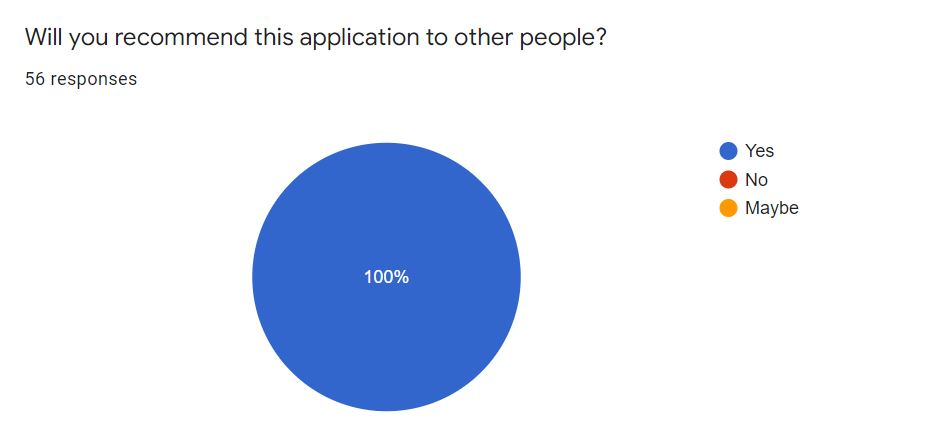 Will you recommend this application to other people?
56 responses
Yes
No
Maybe
100%